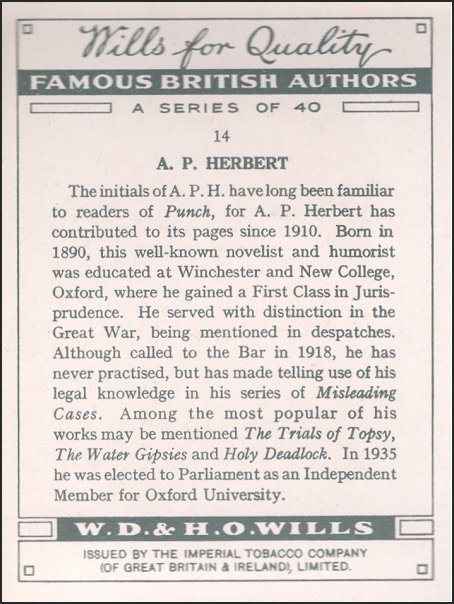 Wills for Quality
FAMOUS BRITISH AUTHORS
A SERIES OF 40
14
A. P. HERBERT
The initials of A. P. H. have long been familiar
to readers of Punch, for A. P. Herbert has
contributed to its pages since 1910. Born in
1890, this well-known novelist and humorist
was educated at Winchester and New College,
Oxford, where he gained a First Class in Juris-
prudence. He served with distinction in the
Great War, being mentioned in despatches.
Although called to the Bar in 1918, he has
never practised, but has made telling use of his
legal knowledge in his series of Misleading
Cases. Among the most popular of his
works may be mentioned The Trials of Topsy,
The Water Gipsies and Holy Deadlock. In 1935
he was elected to Parliament as an Independent
Member for Oxford University.
W.D.& H.O.WILLS
ISSUED BY THE IMPERIAL TOBACCO COMPANY
(OF GREAT BRITAIN & IRELAND), LIMITED.